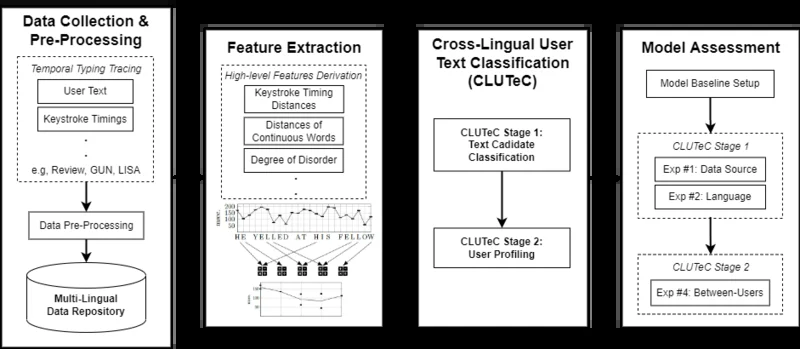 Data Collection &
Pre-Processing
Temporal Typing Tracing
User Text
Keystroke Timings
.
.
e.g, Review, GUN, LISA
Data Pre-Processing
Multi-Lingual
Data Repository
Feature Extraction
High-level Features Derivation
Keystroke Timing
Distances
Distances of
Continuous Words
Degree of Disorder
.
.
200
150
100
50
HE YELLED AT HIS FELLOW
Cross-Lingual User
Text Classification
(CLUTeC)
CLUTeC Stage 1:
Text Cadidate
Classification
CLUTeC Stage 2:
User Profiling
Model Assessment
Model Baseline Setup
CLUTeC Stage 1
Exp #1: Data Source
Exp #2: Language
CLUTeC Stage 2
Exp #4: Between-Users